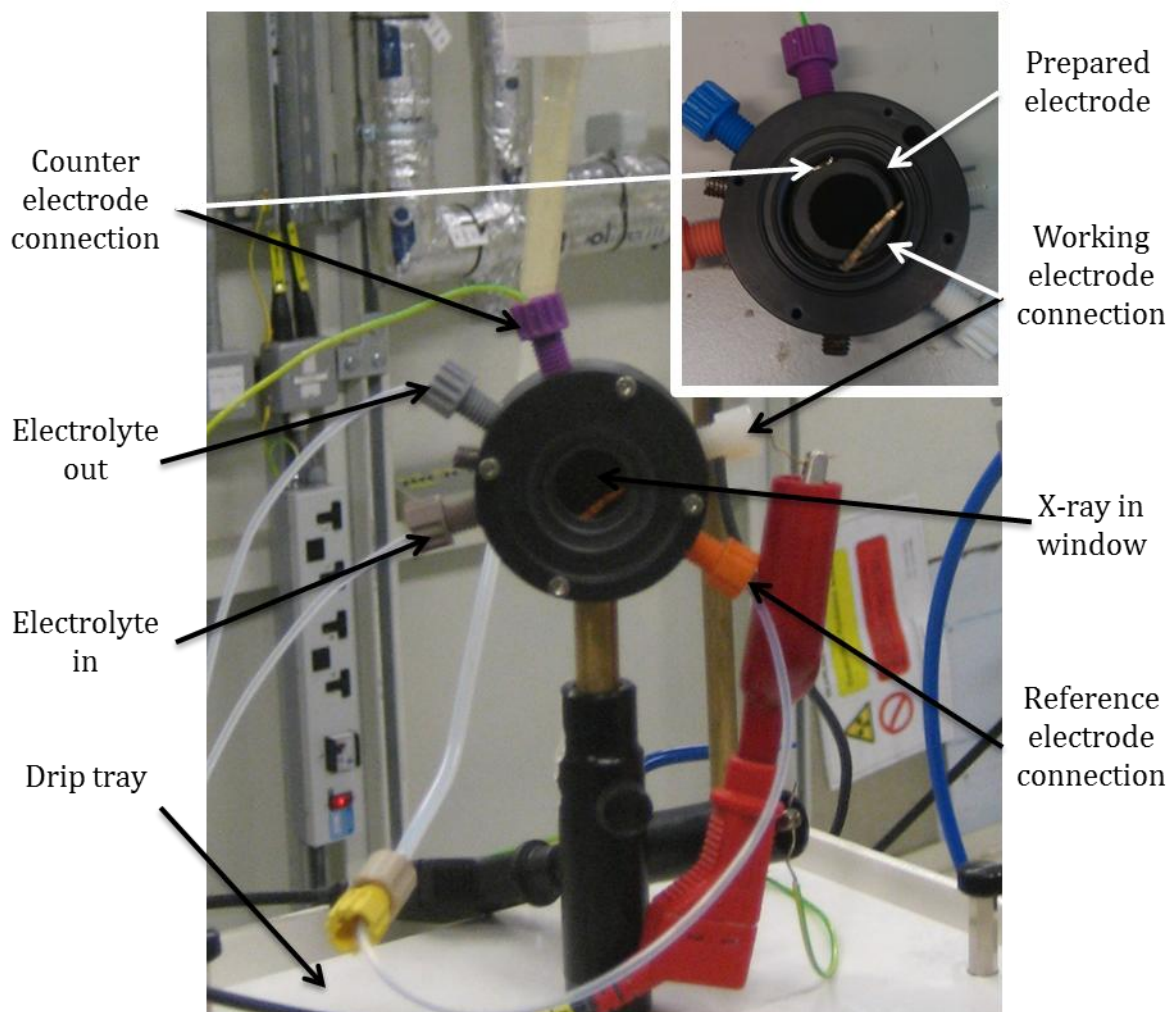 Prepared
electrode
Counter
electrode
connection
Working
electrode
connection
Electrolyte
out
X-ray in
window
Electrolyte
in
Reference
electrode
connection
Drip tray